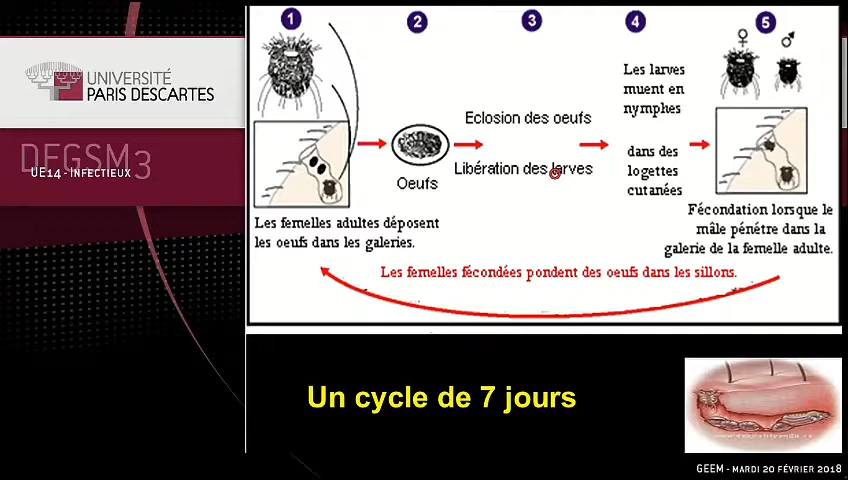 UNIVERSITÉ
PARIS DESCARTES
DFGSM3
UE14 - INFECTIEUX
1 2 3 4 5
♀ ♂
Les larves
muent en
nymphes
dans des
logettes
cutanées
Eclosion des oeufs
Libération des larves
Oeufs
Les femelles adultes déposent
les oeufs dans les galeries.
Fécondation lorsque le
mâle pénétre dans la
galerie de la femelle adulte.
Les femelles fécondées pondent des oeufs dans les sillons.
Un cycle de 7 jours
GEEM - MARDI 20 FÉVRIER 2018